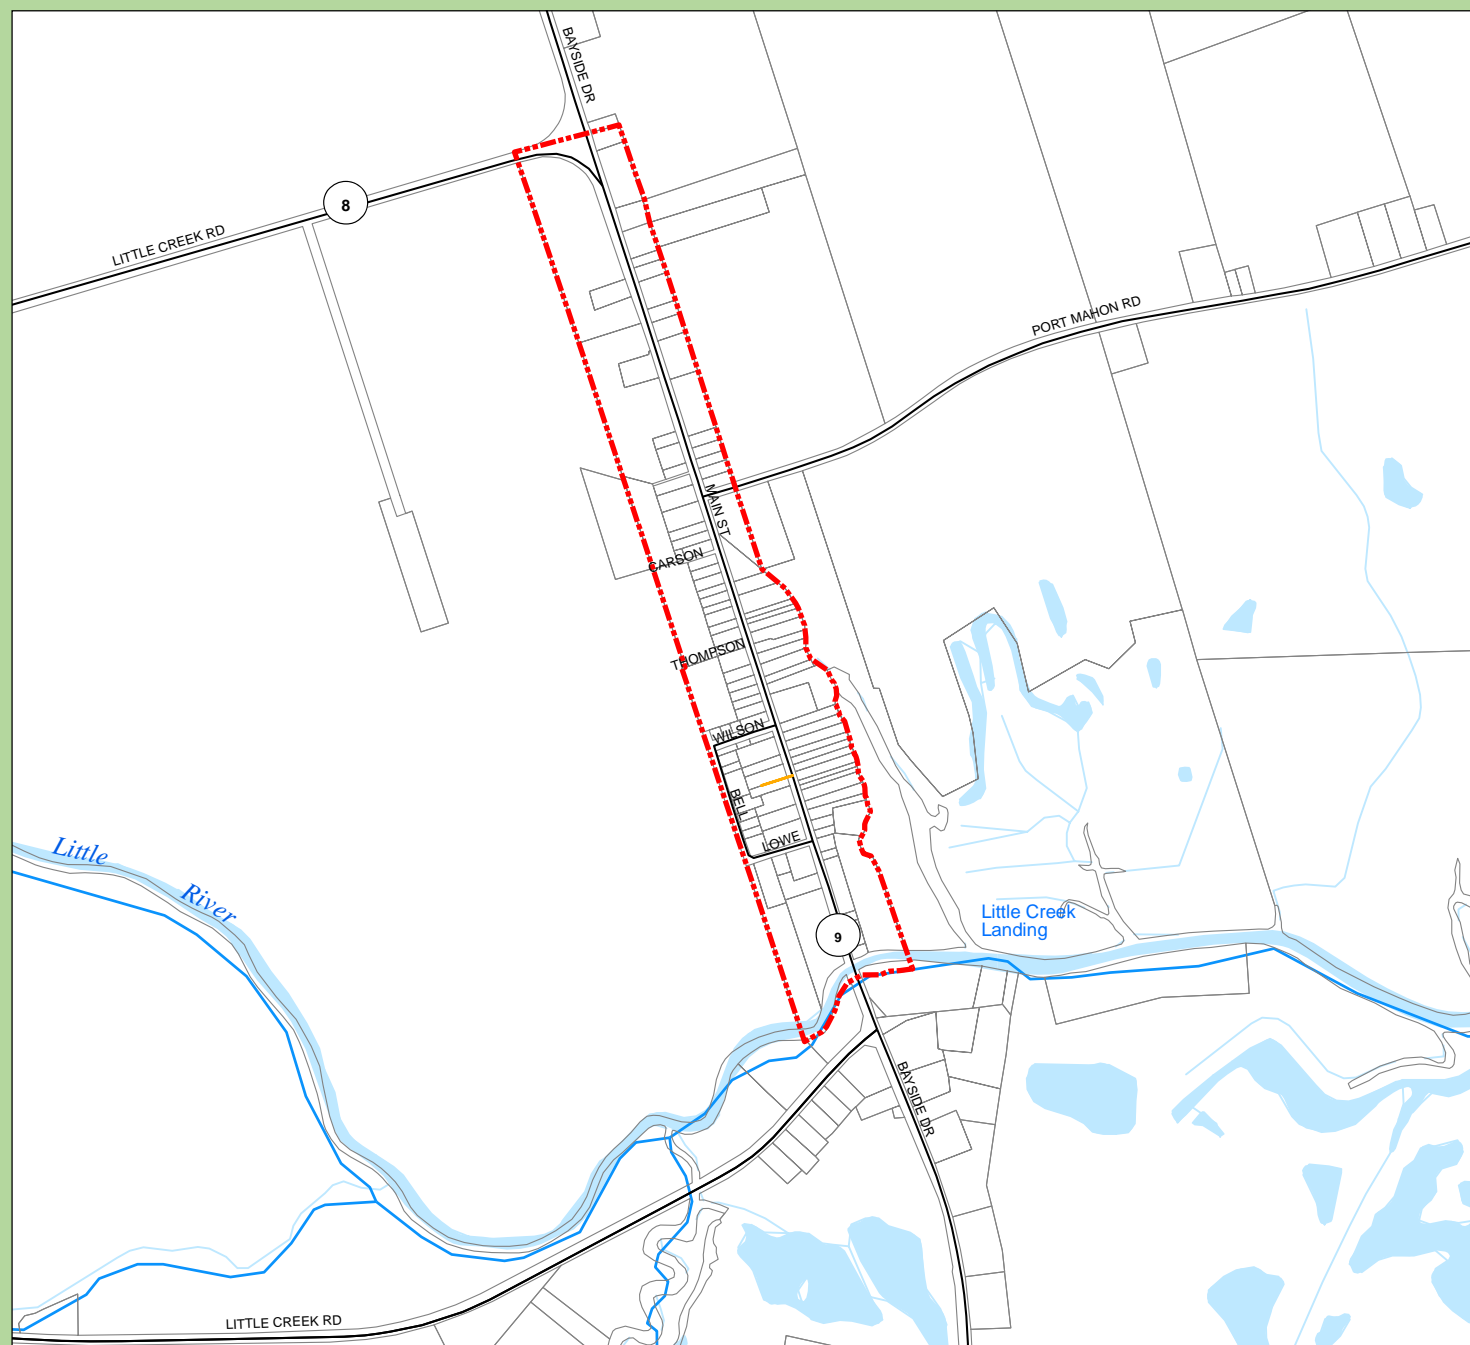 BAYSIDE DR
8
LITTLE CREEK RD
PORT MAHON RD
MAIN ST
CARSON
THOMPSON
WILSON
BELL
LOWE
Little
River
9
Little Creek
Landing
BAYSIDE DR
LITTLE CREEK RD